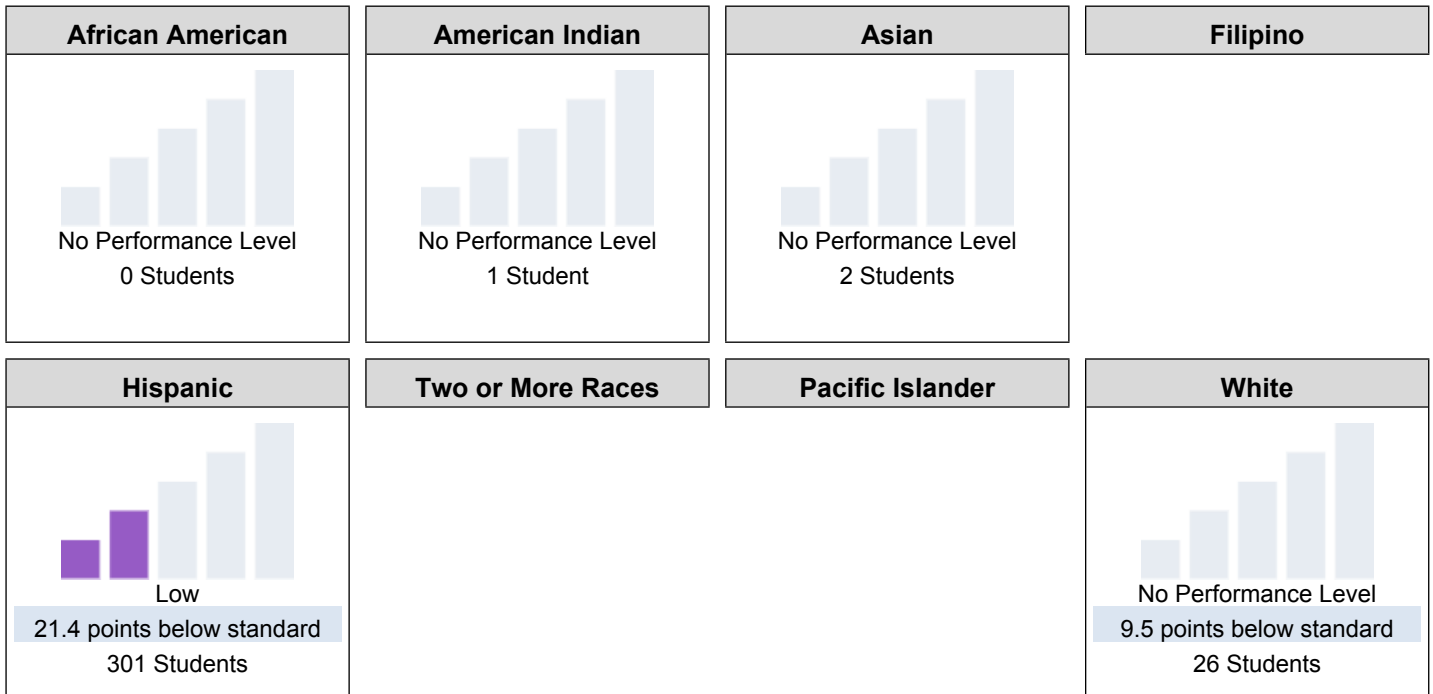 African American
No Performance Level
0 Students
American Indian
No Performance Level
1 Student
Asian
No Performance Level
2 Students
Filipino
Hispanic
Low
21.4 points below standard
301 Students
Two or More Races
Pacific Islander
White
No Performance Level
9.5 points below standard
26 Students